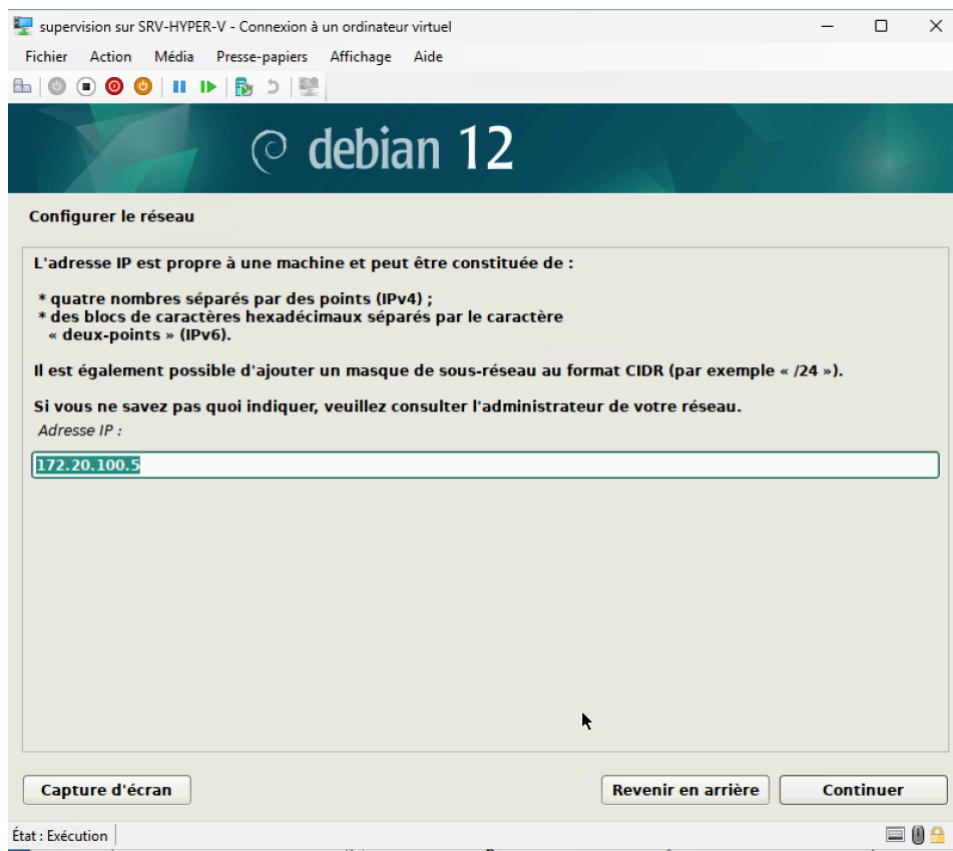 supervision sur SRV-HYPER-V - Connexion à un ordinateur virtuel
Fichier Action Média Presse-papiers Affichage Aide
debian 12
Configurer le réseau
L'adresse IP est propre à une machine et peut être constituée de :
* quatre nombres séparés par des points (IPv4) ;
* des blocs de caractères hexadécimaux séparés par le caractère
« deux-points » (IPv6).
Il est également possible d'ajouter un masque de sous-réseau au format CIDR (par exemple « /24 »).
Si vous ne savez pas quoi indiquer, veuillez consulter l'administrateur de votre réseau.
Adresse IP :
172.20.100.5
Capture d'écran Revenir en arrière Continuer
État : Exécution